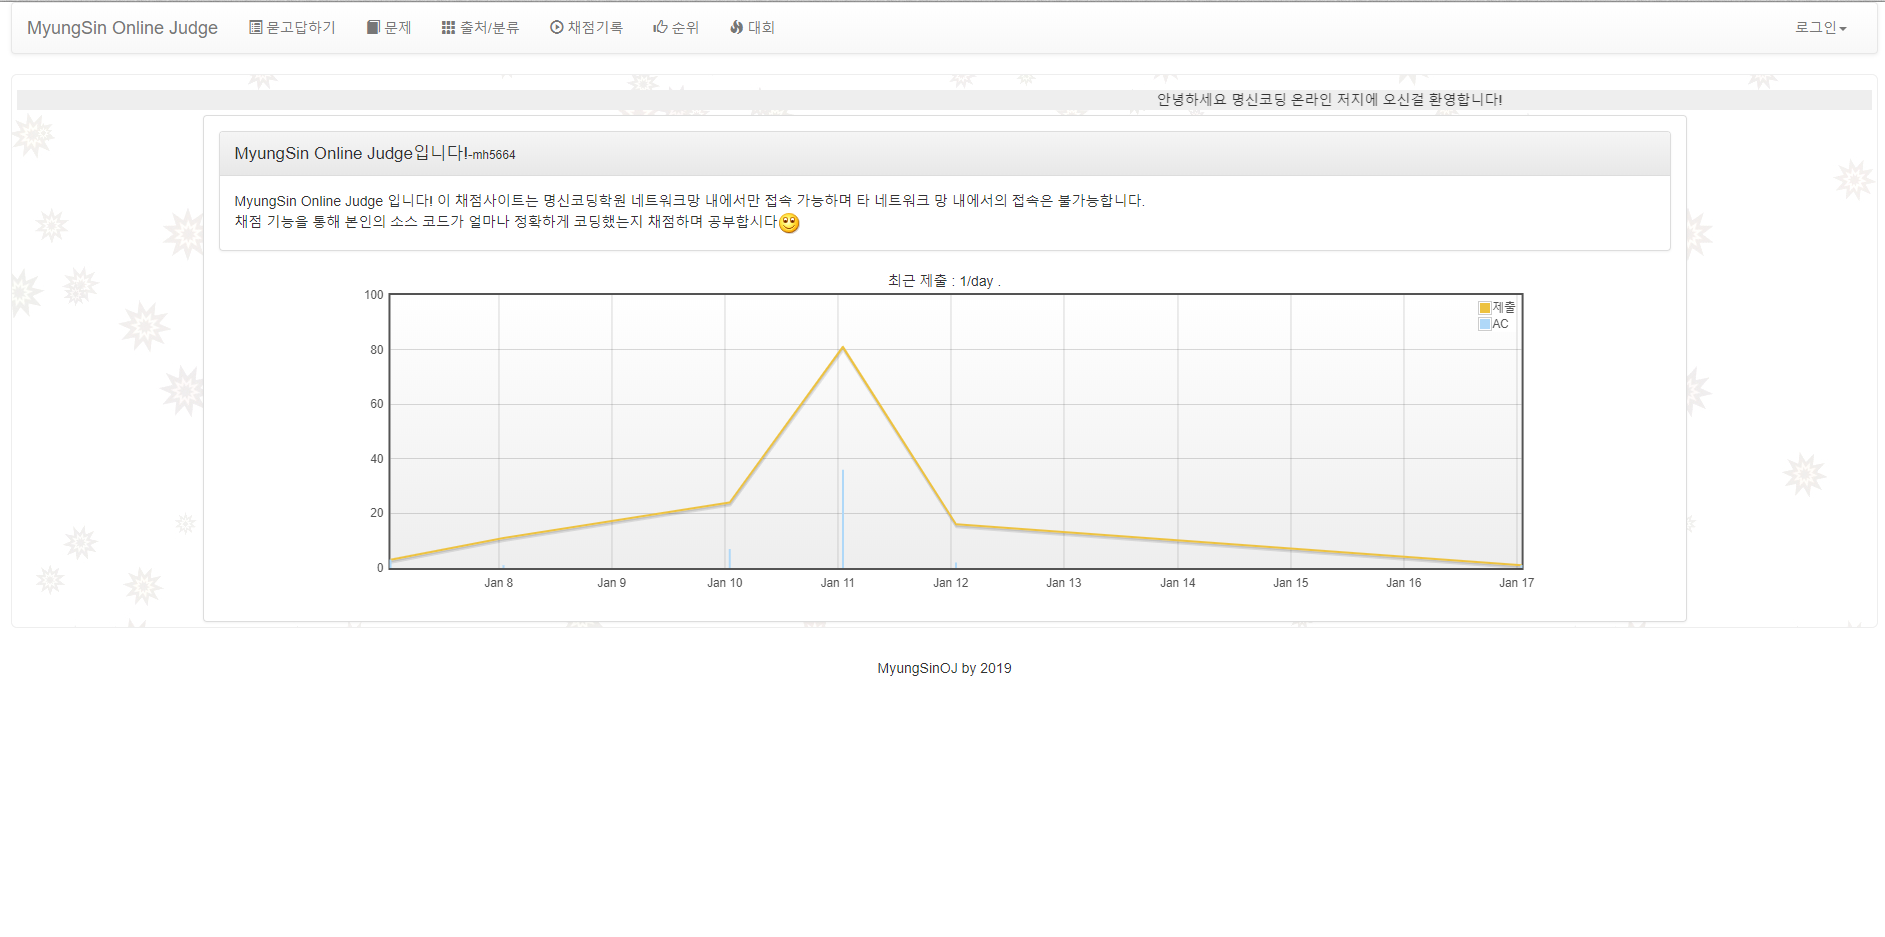 MyungSin Online Judge 묻고답하기 문제 출처/분류 채점기록 순위 대회 로그인
안녕하세요 명신코딩 온라인 저지에 오신걸 환영합니다!
MyungSin Online Judge입니다!-mh5664
MyungSin Online Judge 입니다! 이 채점사이트는 명신코딩학원 네트워크망 내에서만 접속 가능하며 타 네트워크 망 내에서의 접속은 불가능합니다.
채점 기능을 통해 본인의 소스 코드가 얼마나 정확하게 코딩했는지 채점하며 공부합시다
최근 제출 : 1/day .
100
80
60
40
20
0
제출
AC
Jan 8 Jan 9 Jan 10 Jan 11 Jan 12 Jan 13 Jan 14 Jan 15 Jan 16 Jan 17
MyungSinOJ by 2019